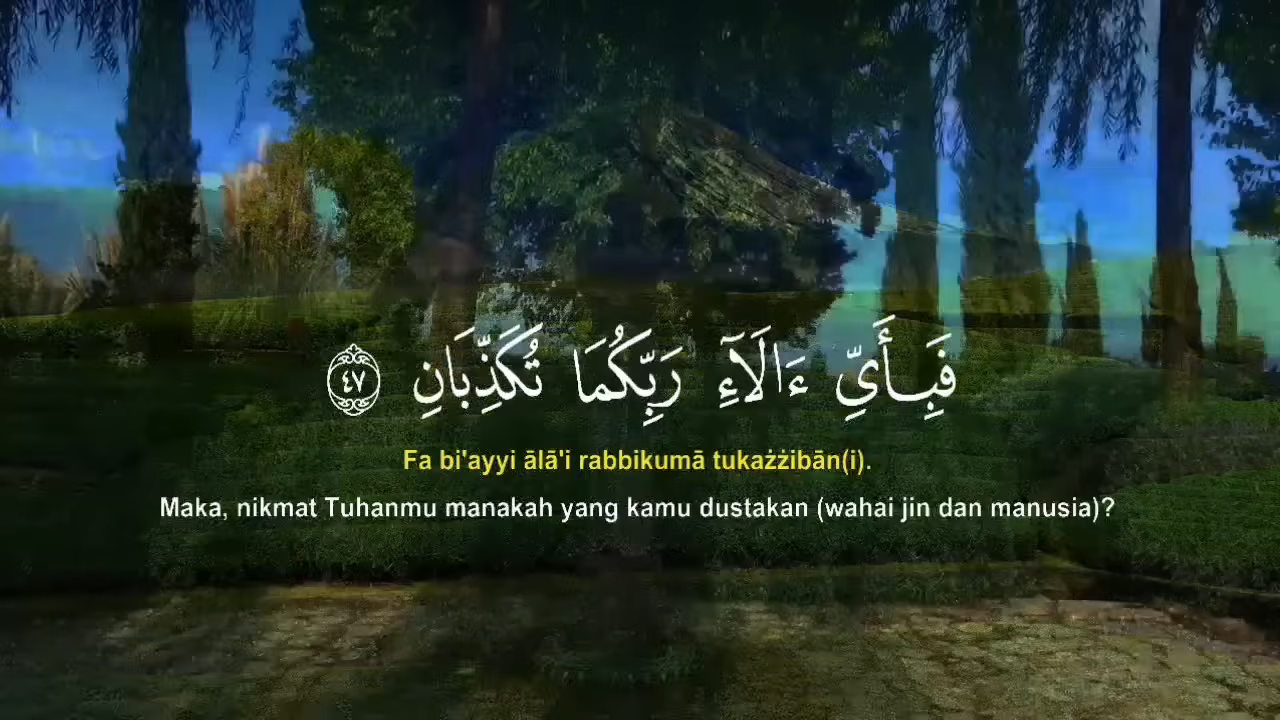 فَبِأَيِّ ءَالَآءِ رَبِّكُمَا تُكَذِّبَانِ ٤٧
Fa bi'ayyi ālā'i rabbikumā tukażżibān(i).
Maka, nikmat Tuhanmu manakah yang kamu dustakan (wahai jin dan manusia)?